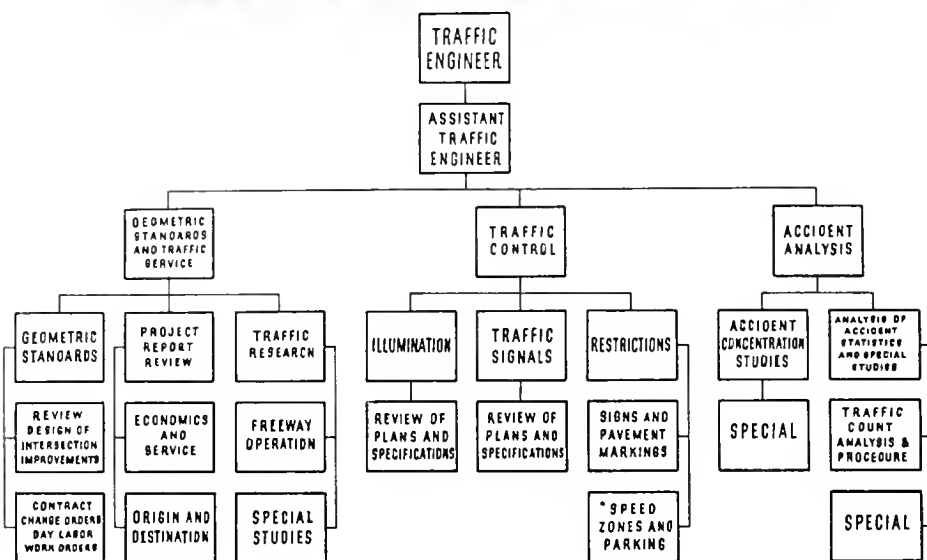 TRAFFIC
ENGINEER
ASSISTANT
TRAFFIC
ENGINEER
GEOMETRIC
STANDARDS
AND TRAFFIC
SERVICE
TRAFFIC
CONTROL
ACCIDENT
ANALYSIS
GEOMETRIC
STANDARDS
PROJECT
REPORT
REVIEW
TRAFFIC
RESEARCH
ILLUMINATION
TRAFFIC
SIGNALS
RESTRICTIONS
ACCIDENT
CONCENTRATION
STUDIES
ANALYSIS OF
ACCIDENT
STATISTICS
AND SPECIAL
STUDIES
REVIEW
DESIGN OF
INTERSECTION
IMPROVEMENTS
ECONOMICS
AND
SERVICE
FREEWAY
OPERATION
REVIEW OF
PLANS AND
SPECIFICATIONS
REVIEW OF
PLANS AND
SPECIFICATIONS
SIGNS AND
PAVEMENT
MARKINGS
SPECIAL
TRAFFIC
COUNT
ANALYSIS &
PROCEDURE
CONTRACT
CHANGE ORDERS
DAY LABOR
WORK ORDERS
ORIGIN AND
DESTINATION
SPECIAL
STUDIES
*SPEED
ZONES AND
PARKING
SPECIAL